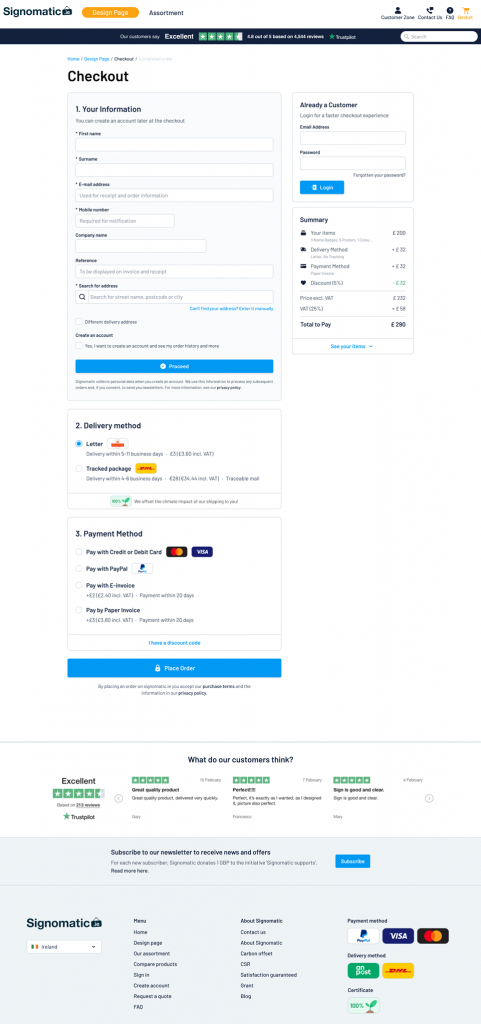 Signomatic
Design Page
Assortment
Customer Zone
Contact Us
FAQ
Basket
Our customers say
Excellent
4.8 out of 5 based on 4,544 reviews
Trustpilot
Search
Home / Design Page / Checkout /
Checkout
1. Your Information
You can create an account later at the checkout
* First name
* Surname
* E-mail address
Used for receipt and order information
* Mobile number
Required for notification
Company name
Reference
To be displayed on invoice and receipt
* Search for address
Search for street name, postcode or city
Can't find your address? Enter it manually
Different delivery address
Create an account
Yes, I want to create an account and see my order history and more
Proceed
Signomatic collects personal data when you create an account. We use this information to process any subsequent
orders and, if you consent, to send you newsletters. For more information, see our privacy policy.
Already a Customer
Login for a faster checkout experience
Email Address
Password
Forgotten your password?
Login
Summary
Your items £ 200
Delivery Method + £ 32
Letter, No Tracking
Payment Method + £ 32
Paper Invoice
Discount (5%) - £ 32
Price excl. VAT £ 232
VAT (25%) + £ 58
Total to Pay £ 290
See your items
2. Delivery method
Letter
Delivery within 5-11 business days · £3 (£3.80 incl. VAT)
Tracked package
DHL
Delivery within 4-6 business days · £28 (£34.44 incl. VAT) · Traceable mail
100%
We offset the climate impact of our shipping to you!
3. Payment Method
Pay with Credit or Debit Card
VISA
Pay with PayPal
PayPal
Pay with E-invoice
+£2 (£2.40 incl. VAT) · Payment within 20 days
Pay by Paper Invoice
+£3 (£3.60 incl. VAT) · Payment within 20 days
I have a discount code
Place Order
By placing an order on signomatic.ie you accept our purchase terms and the
information in our privacy policy.
What do our customers think?
Excellent
Based on 213 reviews
Trustpilot
15 February
Great quality product
Great quality product, delivered very quickly.
Gary
7 February
Perfect!!!!
Perfect, it's exactly as I wanted, as I designed
it, picture also perfect.
Francesco
4 February
Sign is good and clear.
Sign is good and clear.
Mary
Subscribe to our newsletter to receive news and offers
For each new subscriber, Signomatic donates 1 GBP to the initiative 'Signomatic supports'.
Read more here.
Subscribe
Signomatic
Ireland
Menu
Home
Design page
Our assortment
Compare products
Sign in
Create account
Request a quote
FAQ
About Signomatic
Contact us
About Signomatic
Carbon offset
CSR
Satisfaction guaranteed
Grant
Blog
Payment method
PayPal
VISA
Delivery method
an post
DHL
Certificate
100%